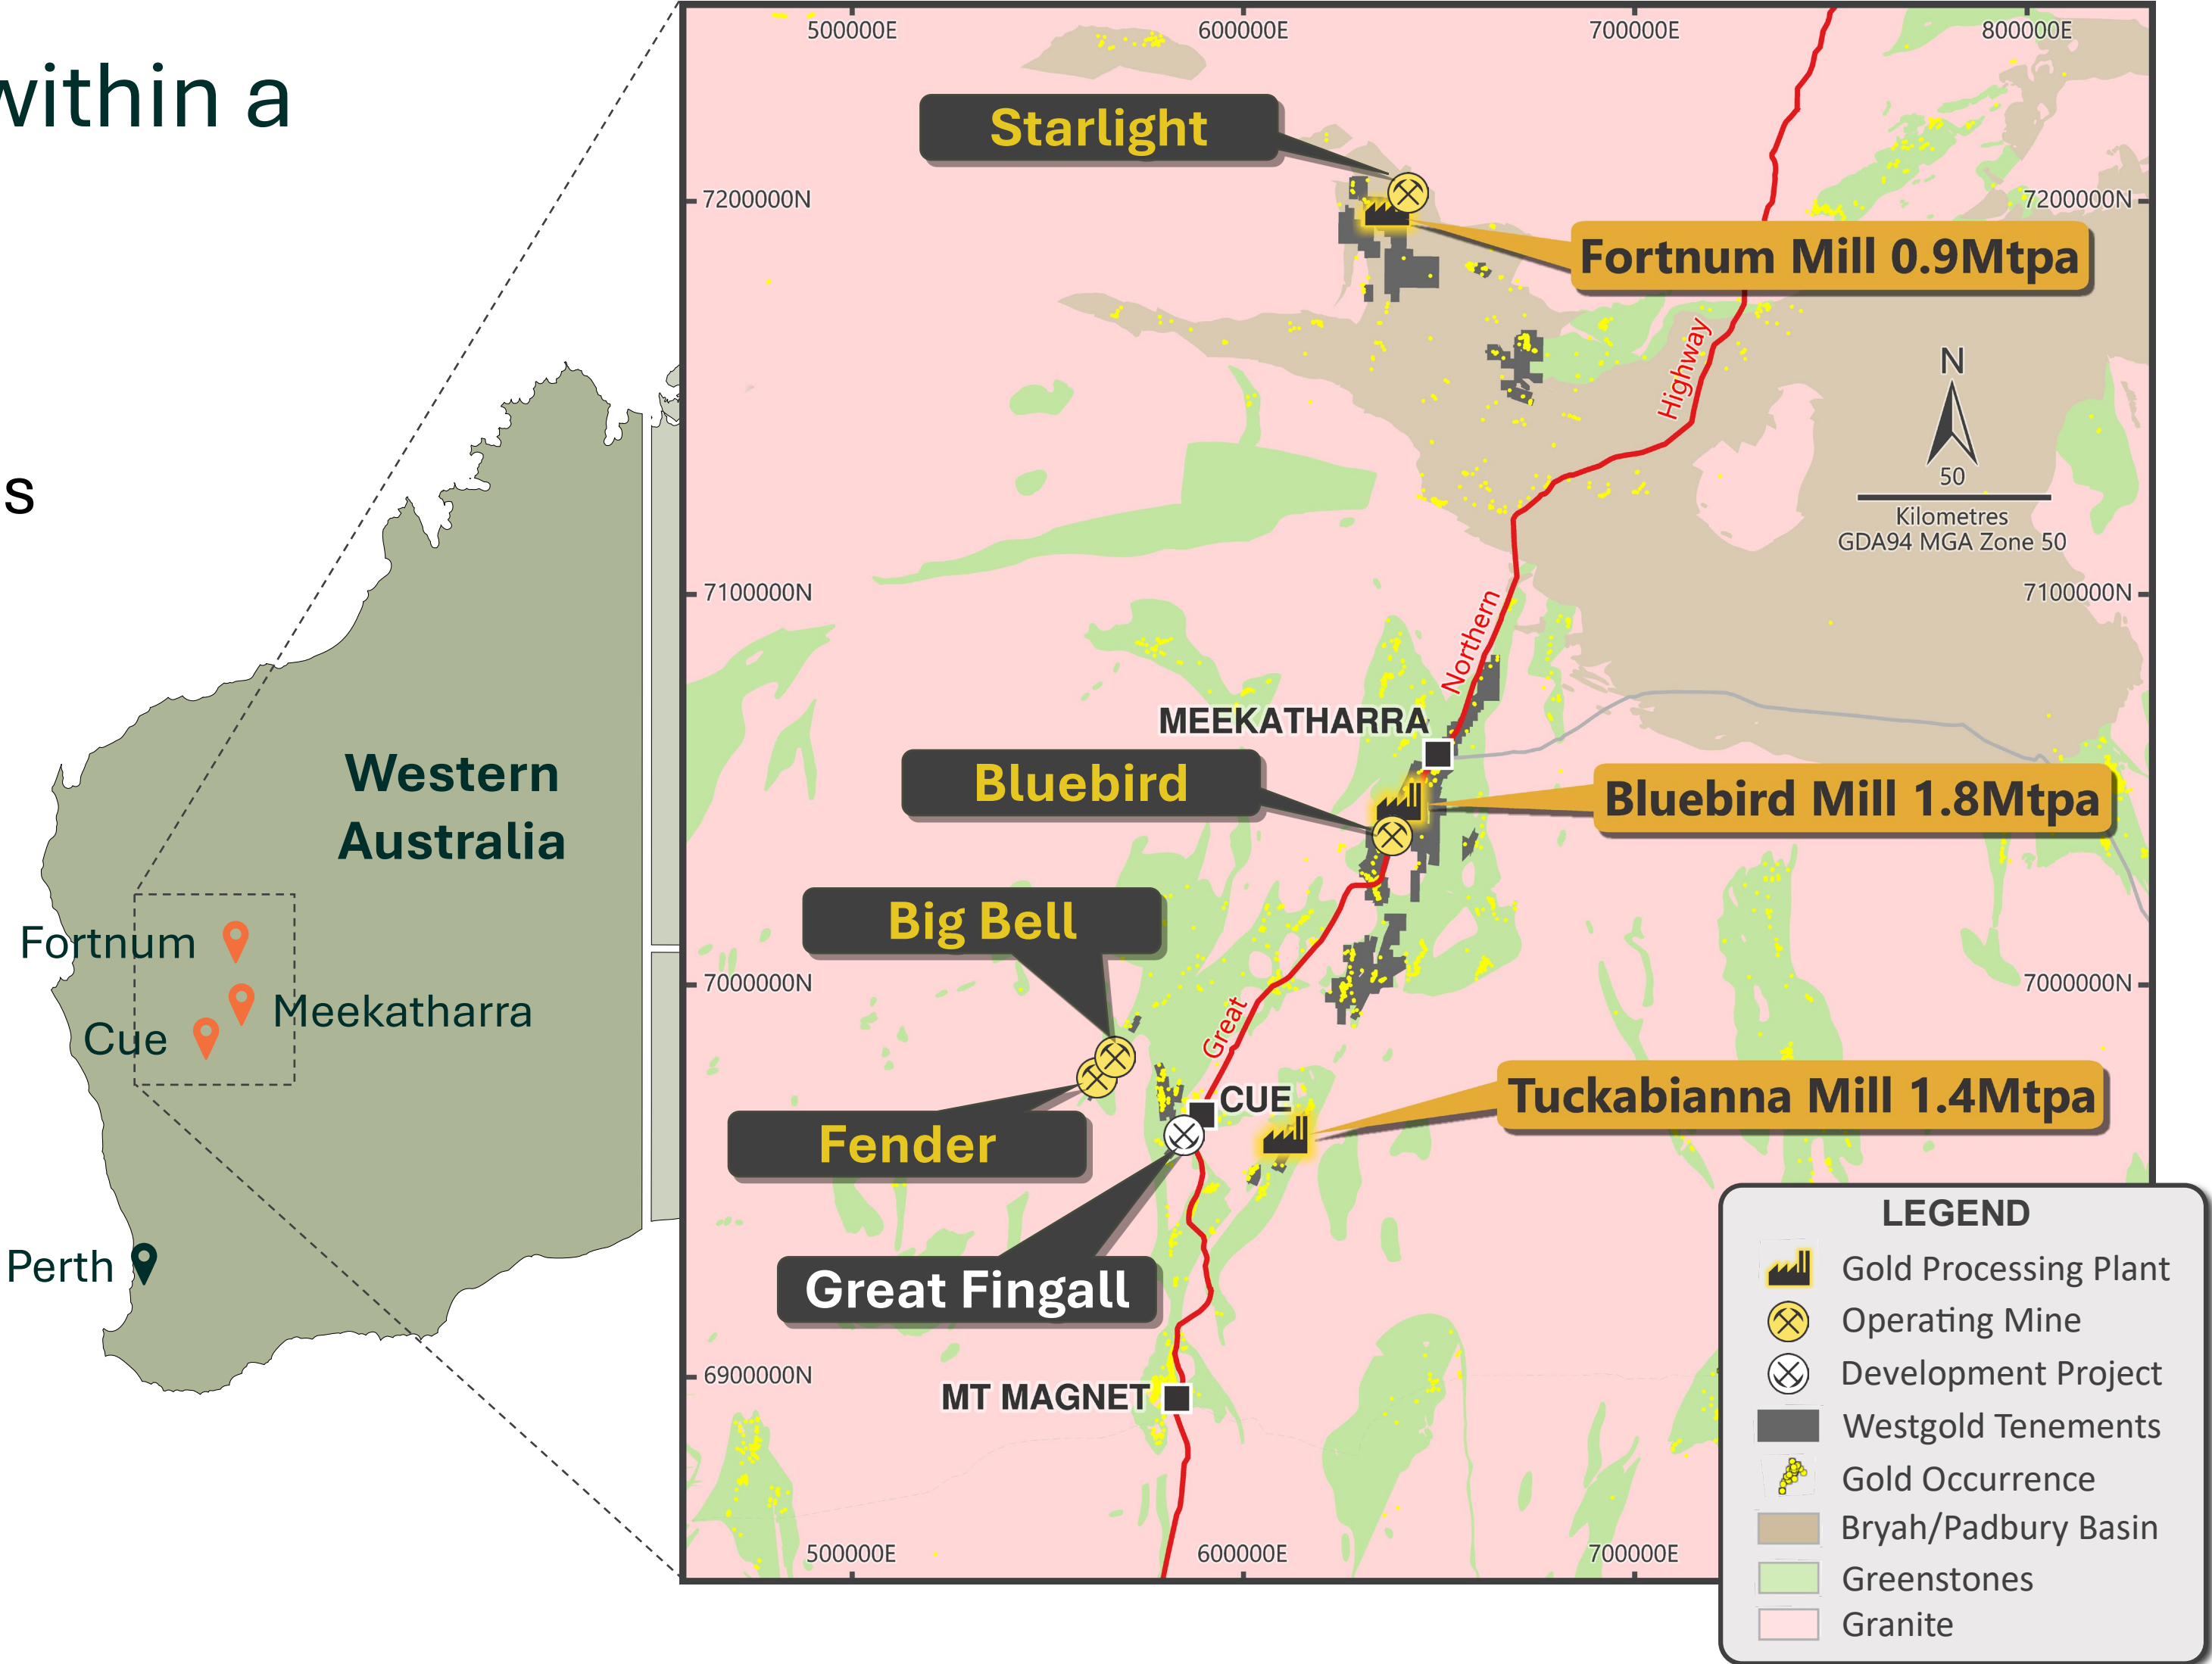 within a
s
Western
Australia
Fortnum
Meekatharra
Cue
Perth
500000E
600000E
700000E
800000E
Starlight
7200000N
7200000N
Fortnum Mill 0.9Mtpa
Highway
N
50
Kilometres
GDA94 MGA Zone 50
7100000N
7100000N
Northern
MEEKATHARRA
Bluebird
Bluebird Mill 1.8Mtpa
Big Bell
7000000N
7000000N
Great
CUE
Tuckabianna Mill 1.4Mtpa
Fender
Great Fingall
6900000N
MT MAGNET
500000E
600000E
700000E
LEGEND
Gold Processing Plant
Operating Mine
Development Project
Westgold Tenements
Gold Occurrence
Bryah/Padbury Basin
Greenstones
Granite